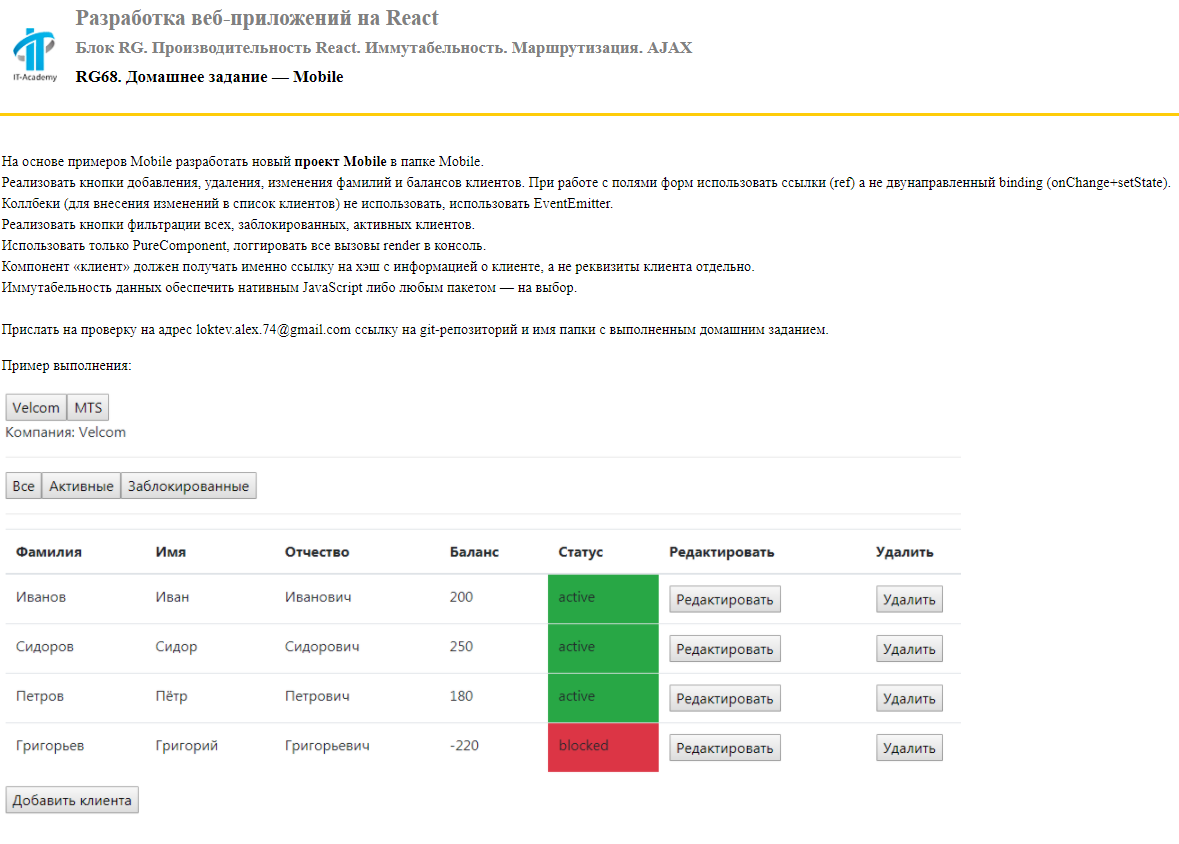 Разработка веб-приложений на React
Блок RG. Производительность React. Иммутабельность. Маршрутизация. AJAX
IT-Academy
RG68. Домашнее задание — Mobile
На основе примеров Mobile разработать новый проект Mobile в папке Mobile.
Реализовать кнопки добавления, удаления, изменения фамилий и балансов клиентов. При работе с полями форм использовать ссылки (ref) а не двунаправленный binding (onChange+setState).
Коллбеки (для внесения изменений в список клиентов) не использовать, использовать EventEmitter.
Реализовать кнопки фильтрации всех, заблокированных, активных клиентов.
Использовать только PureComponent, логгировать все вызовы render в консоль.
Компонент «клиент» должен получать именно ссылку на хэш с информацией о клиенте, а не реквизиты клиента отдельно.
Иммутабельность данных обеспечить нативным JavaScript либо любым пакетом — на выбор.
Прислать на проверку на адрес loktev.alex.74@gmail.com ссылку на git-репозиторий и имя папки с выполненным домашним заданием.
Пример выполнения:
Velcom MTS
Компания: Velcom
Все Активные Заблокированные
Фамилия Имя Отчество Баланс Статус Редактировать Удалить
Иванов Иван Иванович 200 active Редактировать Удалить
Сидоров Сидор Сидорович 250 active Редактировать Удалить
Петров Пётр Петрович 180 active Редактировать Удалить
Григорьев Григорий Григорьевич -220 blocked Редактировать Удалить
Добавить клиента